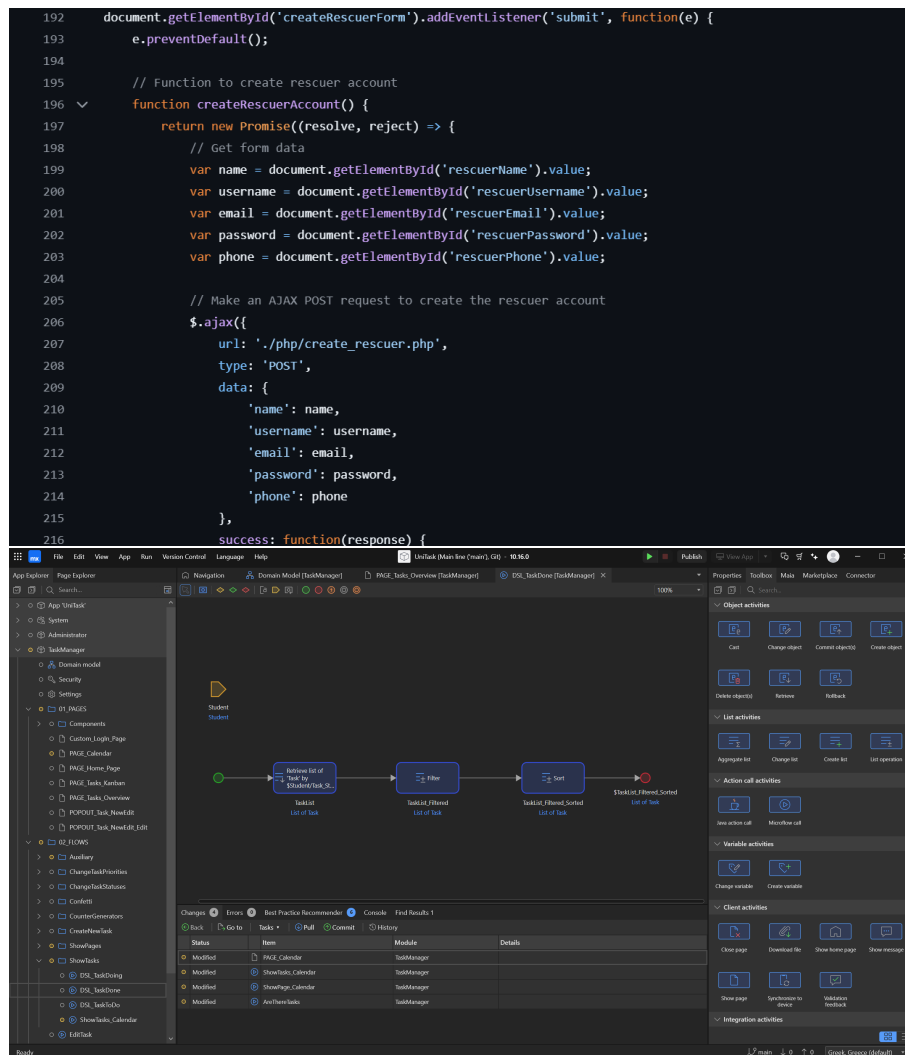 192 document.getElementById('createRescuerForm').addEventListener('submit', function(e) {
193 e.preventDefault();
194
195 // Function to create rescuer account
196 function createRescuerAccount() {
197 return new Promise((resolve, reject) => {
198 // Get form data
199 var name = document.getElementById('rescuerName').value;
200 var username = document.getElementById('rescuerUsername').value;
201 var email = document.getElementById('rescuerEmail').value;
202 var password = document.getElementById('rescuerPassword').value;
203 var phone = document.getElementById('rescuerPhone').value;
204
205 // Make an AJAX POST request to create the rescuer account
206 $.ajax({
207 url: './php/create_rescuer.php',
208 type: 'POST',
209 data: {
210 'name': name,
211 'username': username,
212 'email': email,
213 'password': password,
214 'phone': phone
215 },
216 success: function(response) {
mx File Edit View App Run Version Control Language Help UniTask (Main line ('main'), Git) - 10.16.0 Publish View App
App Explorer Page Explorer
Search...
App 'UniTask'
System
Administrator
TaskManager
Domain model
Security
Settings
01_PAGES
Components
Custom_LogIn_Page
PAGE_Calendar
PAGE_Home_Page
PAGE_Tasks_Kanban
PAGE_Tasks_Overview
POPOUT_Task_NewEdit
POPOUT_Task_NewEdit_Edit
02_FLOWS
Auxiliary
ChangeTaskPriorities
ChangeTaskStatuses
Confetti
CounterGenerators
CreateNewTask
ShowPages
ShowTasks
DSL_TaskDoing
DSL_TaskDone
DSL_TaskToDo
ShowTasks_Calendar
EditTask
Navigation Domain Model [TaskManager] PAGE_Tasks_Overview [TaskManager] DSL_TaskDone [TaskManager]
100%
Student
Student
Retrieve list of
'Task' by
$Student/Task_St...
TaskList
List of Task
Filter
TaskList_Filtered
List of Task
Sort
TaskList_Filtered_Sorted
List of Task
$TaskList_Filtered_Sorted
List of Task
Changes 4 Errors 0 Best Practice Recommender 6 Console Find Results 1
Back Go to Tasks Pull Commit History
Status Item Module Details
Modified PAGE_Calendar TaskManager
Modified ShowTasks_Calendar TaskManager
Modified ShowPage_Calendar TaskManager
Modified AreThereTasks TaskManager
Properties Toolbox Maia Marketplace Connector
Search...
Object activities
Cast Change object Commit object(s) Create object
Delete object(s) Retrieve Rollback
List activities
Aggregate list Change list Create list List operation
Action call activities
Java action call Microflow call
Variable activities
Change variable Create variable
Client activities
Close page Download file Show home page Show message
Show page Synchronize to device Validation feedback
Integration activities
Ready main 0 0 Greek, Greece (default)